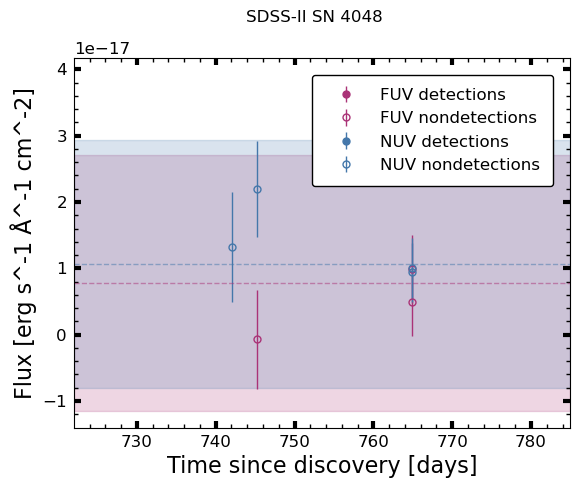 SDSS-II SN 4048
1e−17
4
3
2
1
0
−1
Flux [erg s^-1 Å^-1 cm^-2]
FUV detections
FUV nondetections
NUV detections
NUV nondetections
730 740 750 760 770 780
Time since discovery [days]